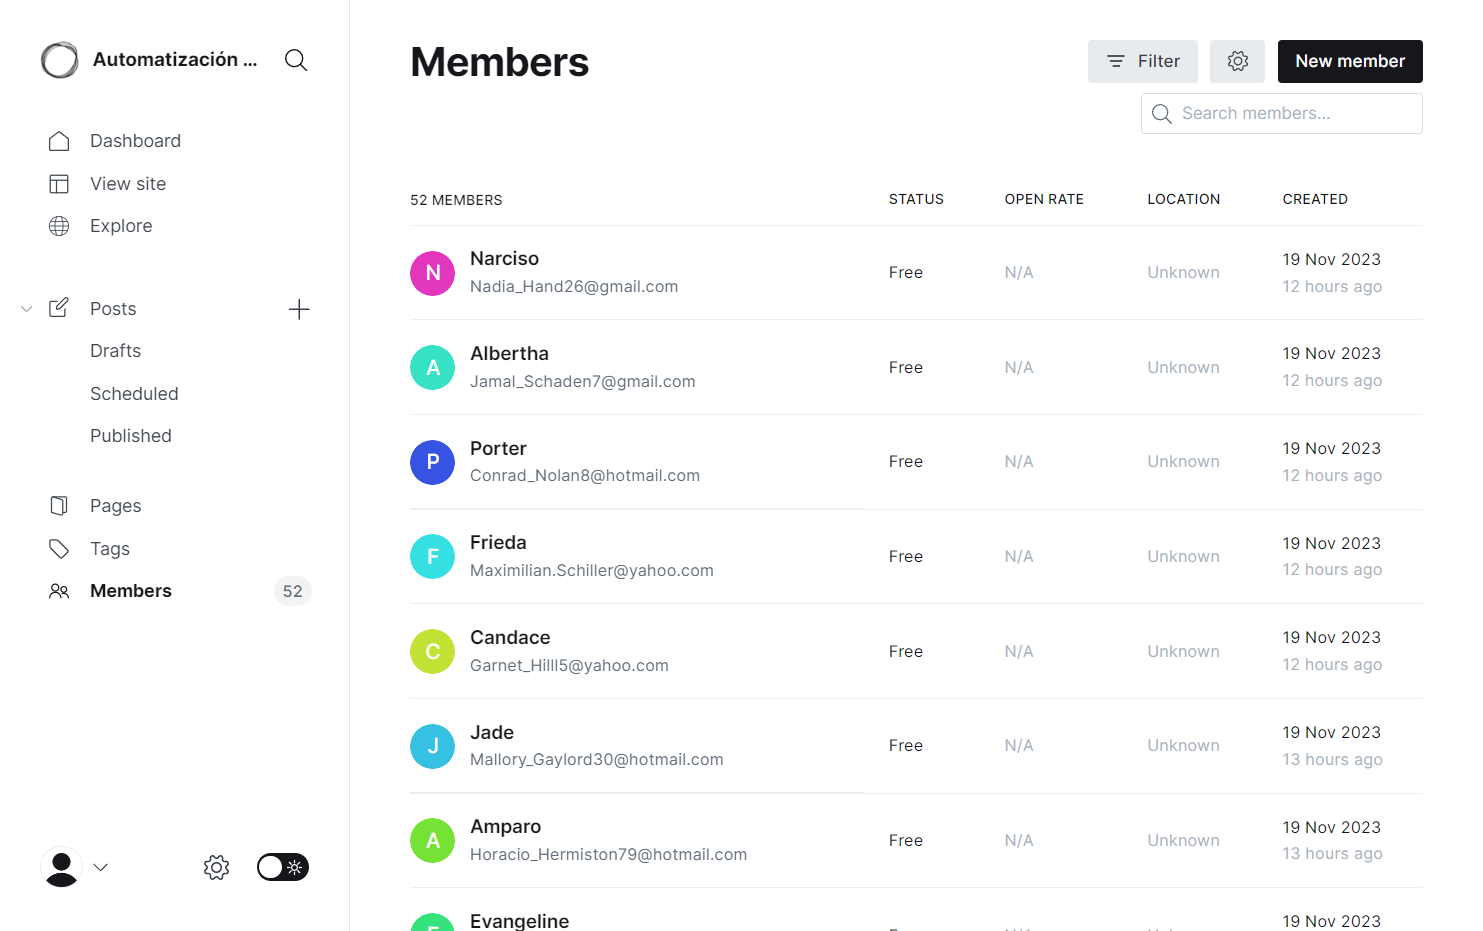 Automatización ...
Dashboard
View site
Explore
Posts
Drafts
Scheduled
Published
Pages
Tags
Members
52
Members
Filter
New member
Search members...
52 MEMBERS STATUS OPEN RATE LOCATION CREATED
N Narciso
Nadia_Hand26@gmail.com
Free N/A Unknown
19 Nov 2023
12 hours ago
A Albertha
Jamal_Schaden7@gmail.com
Free N/A Unknown
19 Nov 2023
12 hours ago
P Porter
Conrad_Nolan8@hotmail.com
Free N/A Unknown
19 Nov 2023
12 hours ago
F Frieda
Maximilian.Schiller@yahoo.com
Free N/A Unknown
19 Nov 2023
12 hours ago
C Candace
Garnet_Hilll5@yahoo.com
Free N/A Unknown
19 Nov 2023
12 hours ago
J Jade
Mallory_Gaylord30@hotmail.com
Free N/A Unknown
19 Nov 2023
13 hours ago
A Amparo
Horacio_Hermiston79@hotmail.com
Free N/A Unknown
19 Nov 2023
13 hours ago
Evangeline
19 Nov 2023